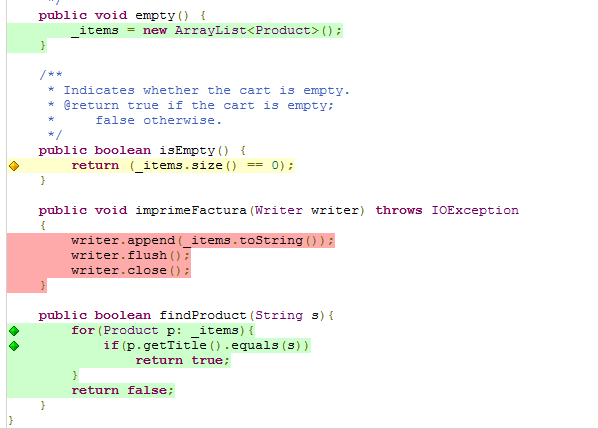 */
public void empty() {
_items = new ArrayList<Product>();
}
/**
* Indicates whether the cart is empty.
* @return true if the cart is empty;
* false otherwise.
*/
public boolean isEmpty() {
return (_items.size() == 0);
}
public void imprimeFactura(Writer writer) throws IOException
{
writer.append(_items.toString());
writer.flush();
writer.close();
}
public boolean findProduct(String s){
for(Product p: _items){
if(p.getTitle().equals(s))
return true;
}
return false;
}
}